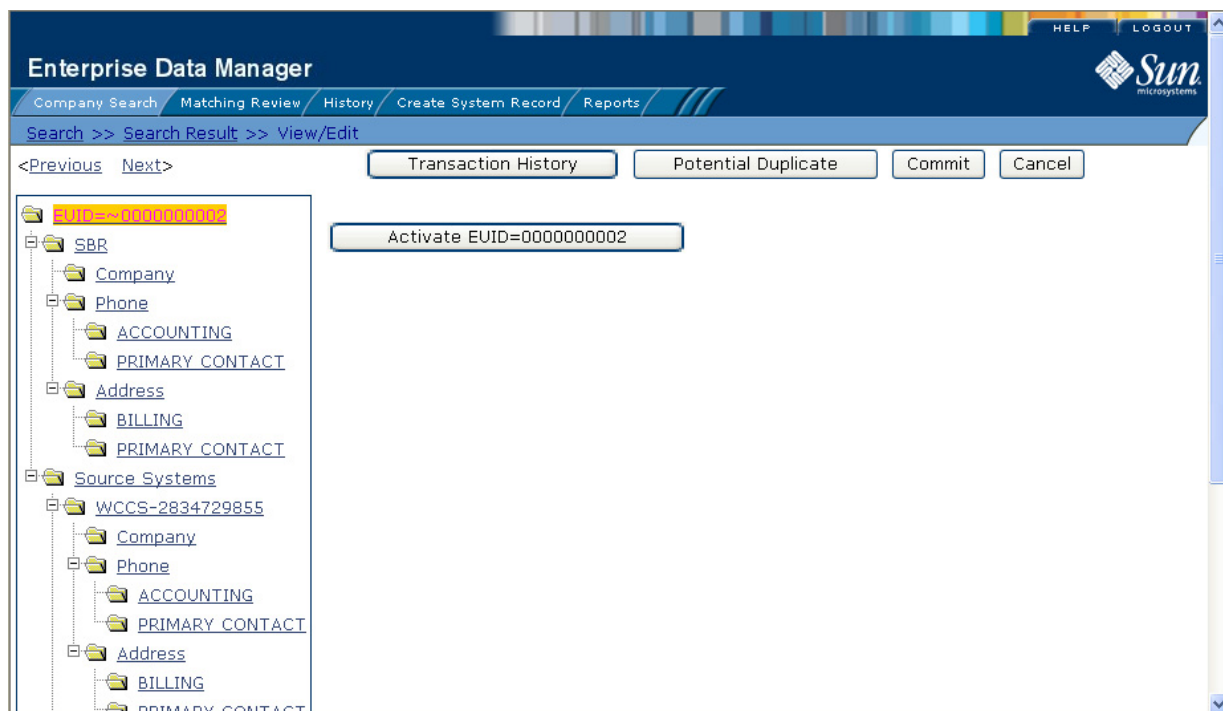 HELP LOGOUT
Enterprise Data Manager
Sun
microsystems
Company Search Matching Review History Create System Record Reports
Search >> Search Result >> View/Edit
<Previous Next> Transaction History Potential Duplicate Commit Cancel
EUID=~0000000002
Activate EUID=0000000002
SBR
Company
Phone
ACCOUNTING
PRIMARY CONTACT
Address
BILLING
PRIMARY CONTACT
Source Systems
WCCS-2834729855
Company
Phone
ACCOUNTING
PRIMARY CONTACT
Address
BILLING
PRIMARY CONTACT